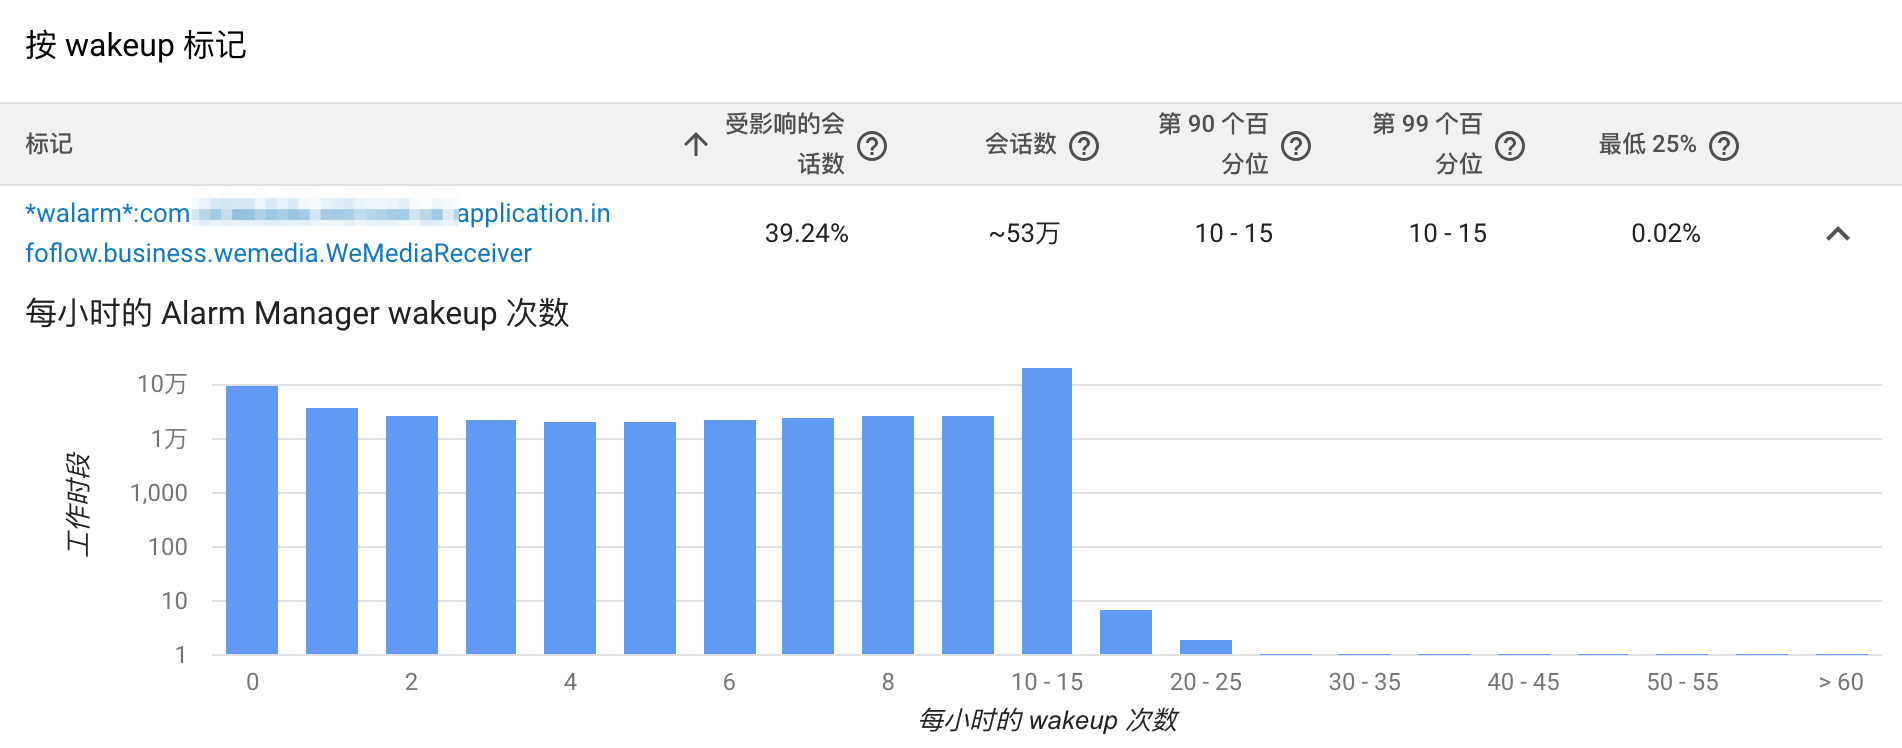 按 wakeup 标记
标记
受影响的会
话数
会话数
第 90 个百
分位
第 99 个百
分位
最低 25%
*walarm*:com
application.in
foflow.business.wemedia.WeMediaReceiver
39.24%
~53万
10 - 15
10 - 15
0.02%
每小时的 Alarm Manager wakeup 次数
10万
1万
1,000
100
10
1
工作时段
0
2
4
6
8
10 - 15
20 - 25
30 - 35
40 - 45
50 - 55
> 60
每小时的 wakeup 次数